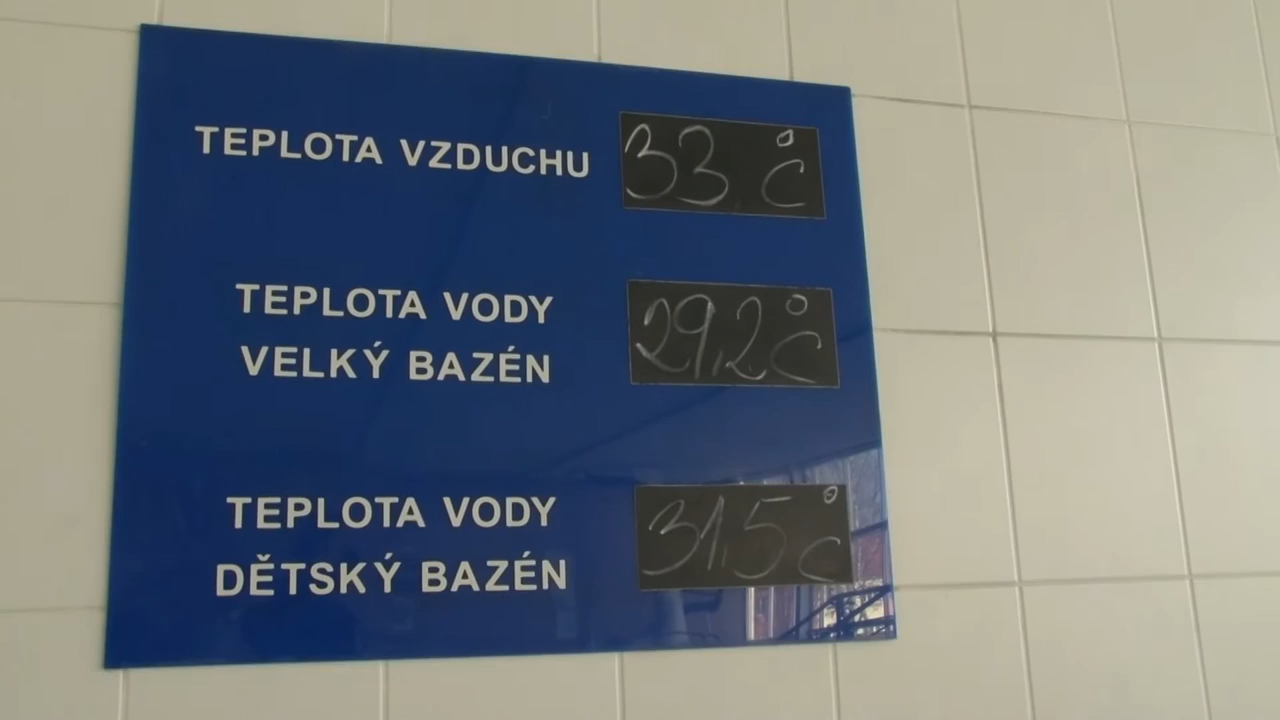 TEPLOTA VZDUCHU 33 °C
TEPLOTA VODY
VELKÝ BAZÉN 29,2 °C
TEPLOTA VODY
DĚTSKÝ BAZÉN 31,5 °C